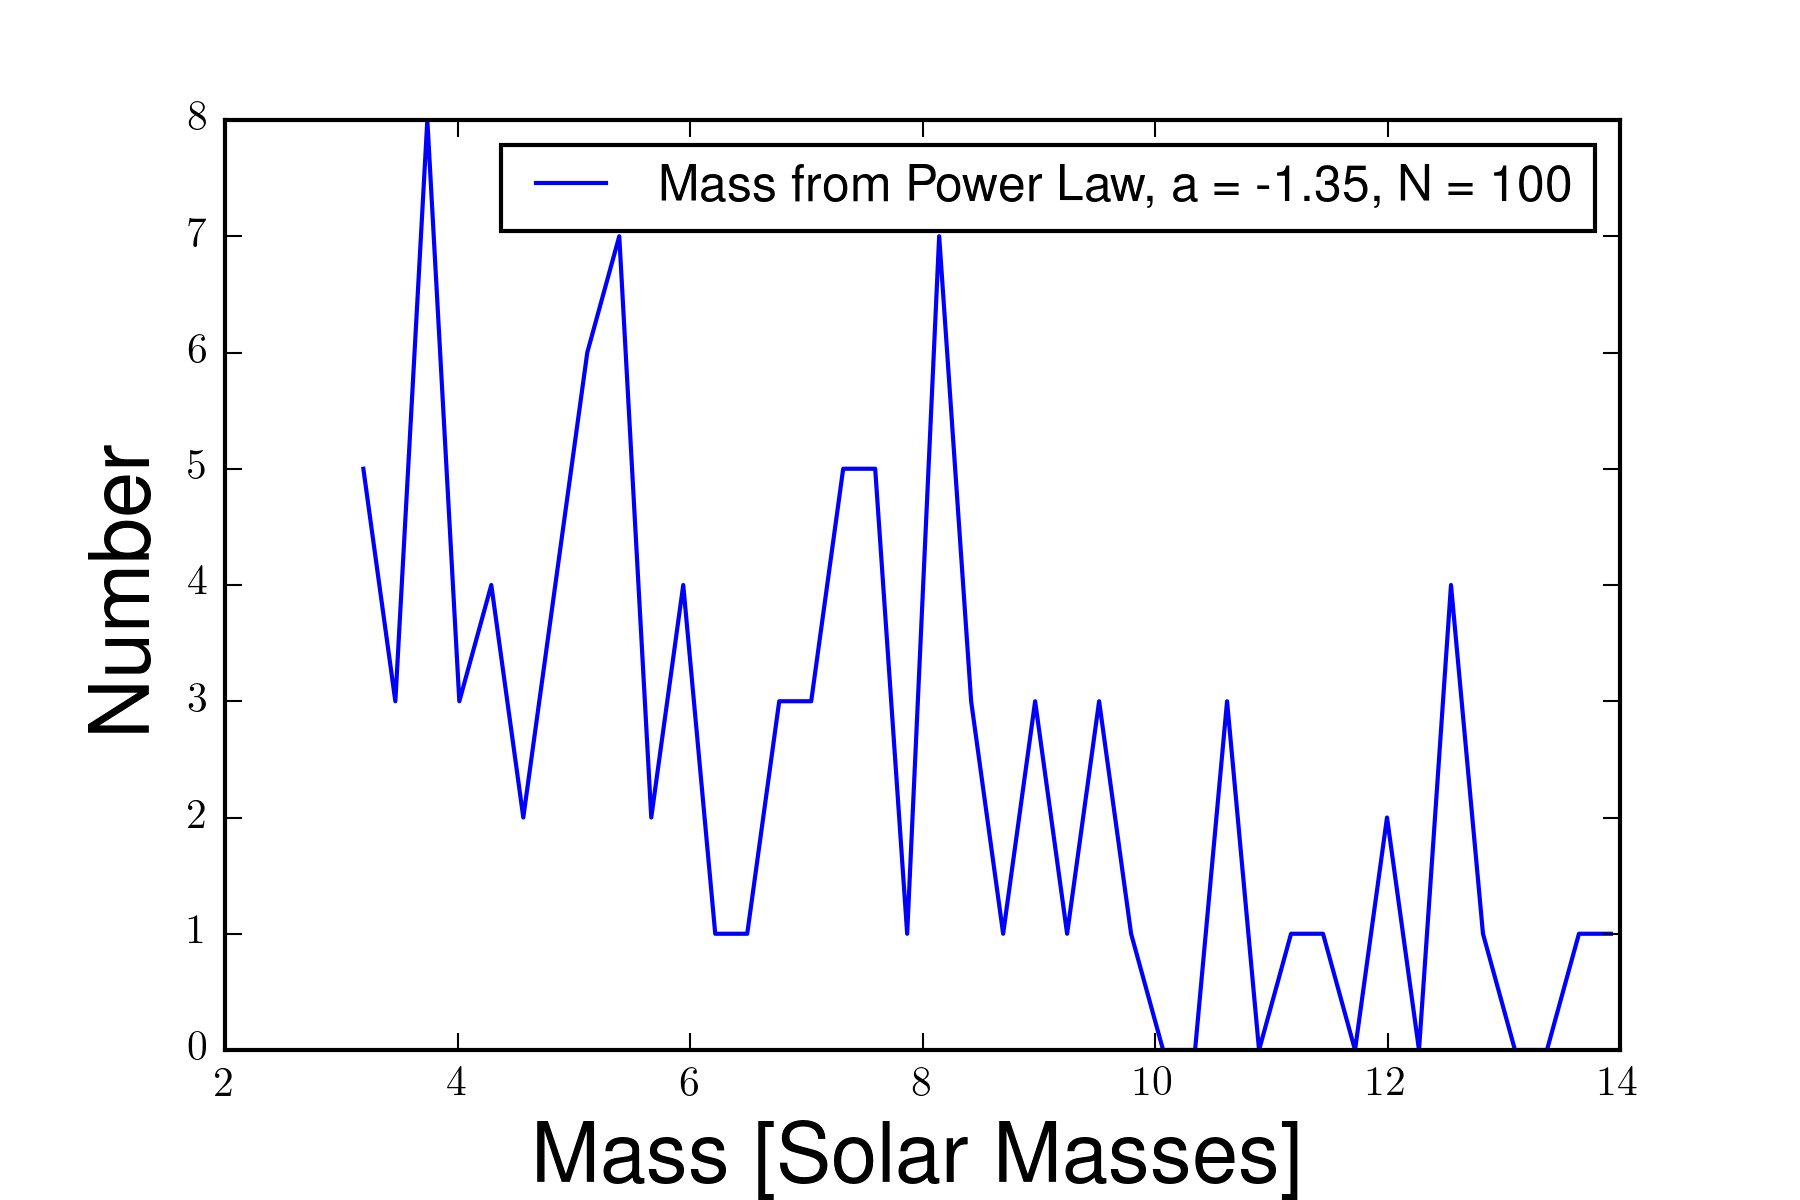 Mass from Power Law, a = -1.35, N = 100
8
7
6
5
4
3
2
1
0
Number
2 4 6 8 10 12 14
Mass [Solar Masses]